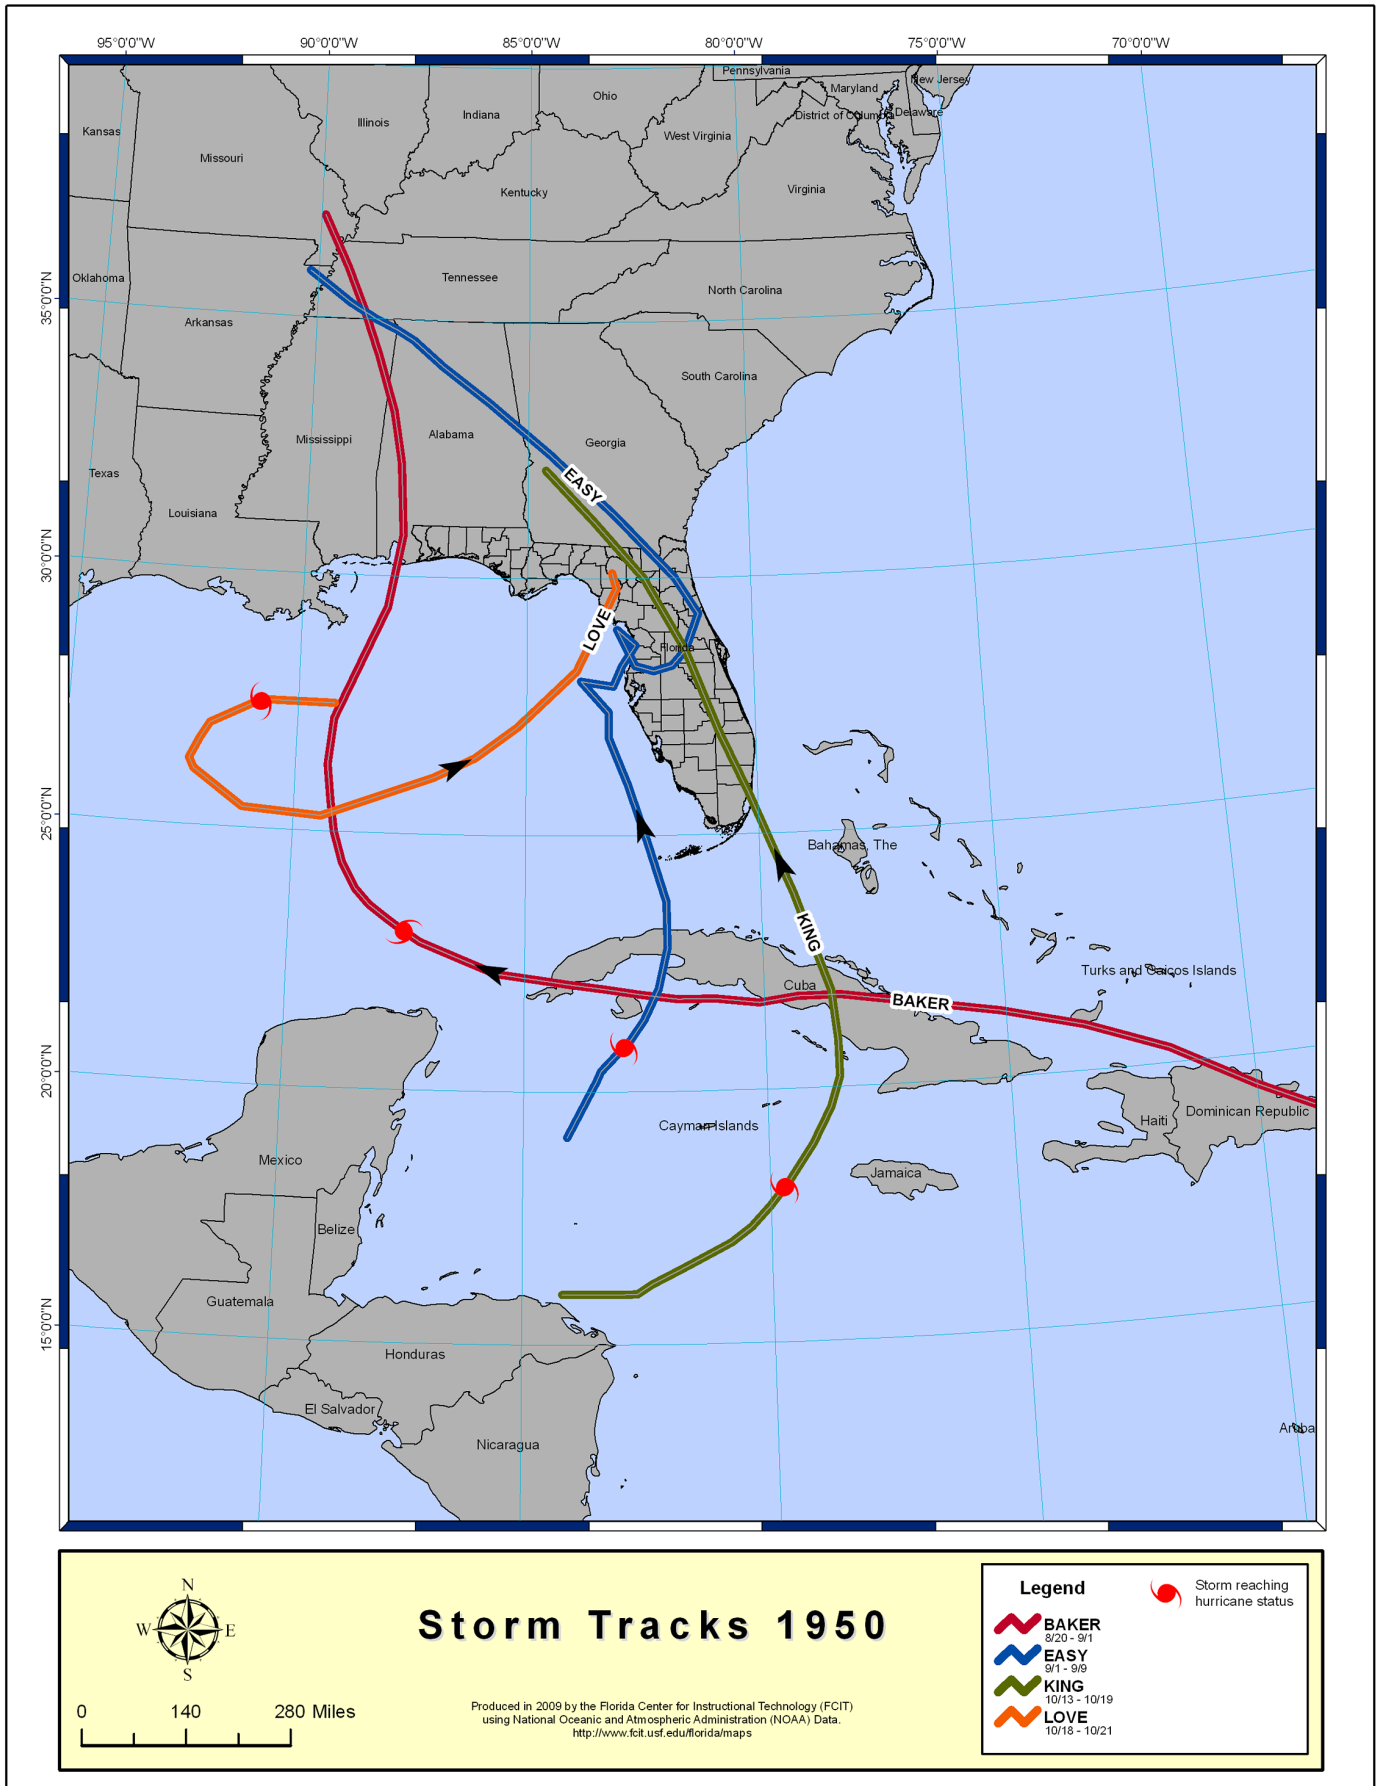 95°0'0"W 90°0'0"W 85°0'0"W 80°0'0"W 75°0'0"W 70°0'0"W
Pennsylvania
New Jersey
Maryland
Ohio
Delaware
District of Columbia
Indiana
Illinois
Kansas
West Virginia
Missouri
Virginia
Kentucky
Oklahoma
Tennessee
North Carolina
35°0'0"N
Arkansas
South Carolina
Alabama
Mississippi
Georgia
Texas
EASY
Louisiana
30°0'0"N
LOVE
Florida
25°0'0"N
Bahamas, The
KING
Turks and Caicos Islands
Cuba
BAKER
20°0'0"N
Dominican Republic
Haiti
Cayman Islands
Mexico
Jamaica
Belize
Guatemala
15°0'0"N
Honduras
El Salvador
Aruba
Nicaragua
N
W E
S
0 140 280 Miles
Storm Tracks 1950
Produced in 2009 by the Florida Center for Instructional Technology (FCIT)
using National Oceanic and Atmospheric Administration (NOAA) Data.
http://www.fcit.usf.edu/florida/maps
Legend
BAKER
8/20 - 9/1
EASY
9/1 - 9/9
KING
10/13 - 10/19
LOVE
10/18 - 10/21
Storm reaching
hurricane status